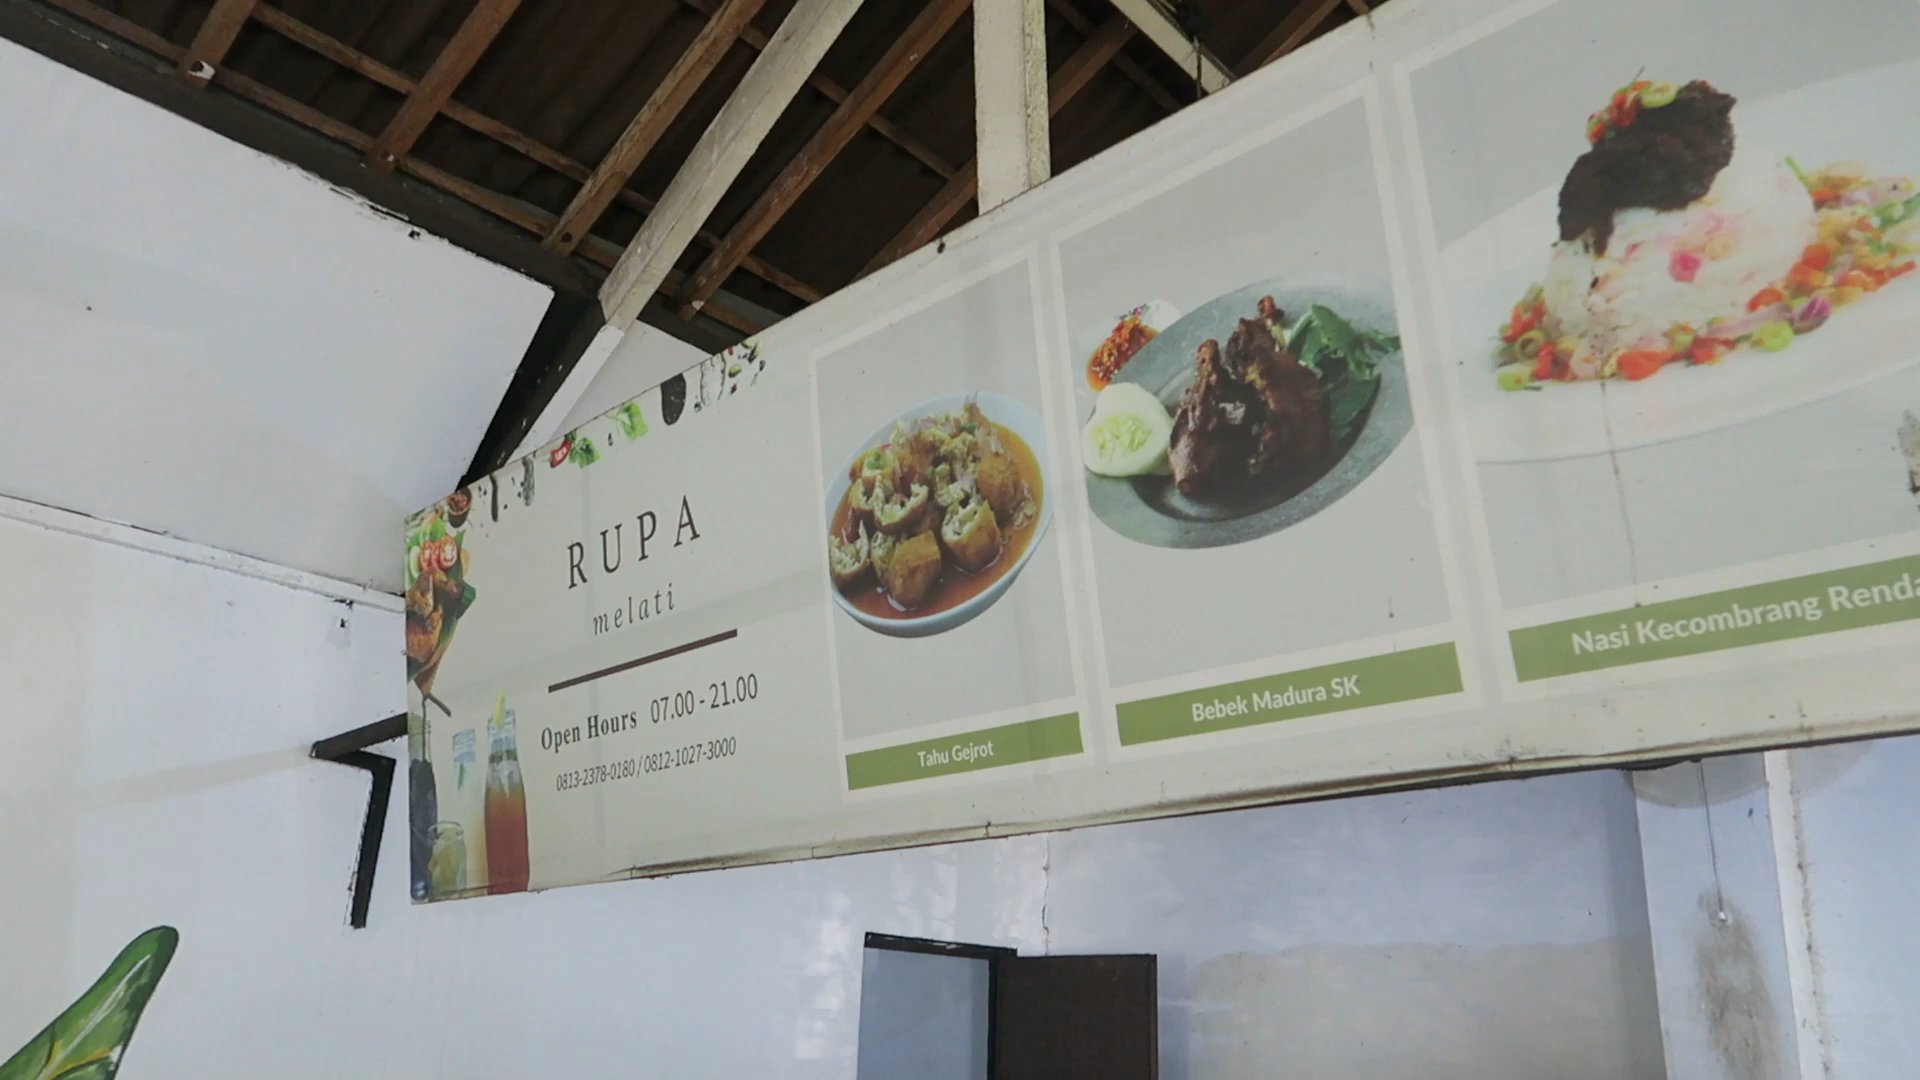 RUPA
melati
Open Hours 07.00 - 21.00
0813-2378-0180 / 0812-1027-3000
Tahu Gejrot
Bebek Madura SK
Nasi Kecombrang Renda